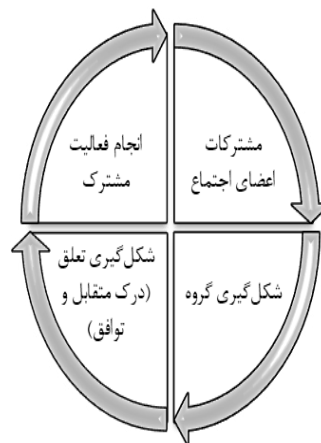 مشترکات
اعضای اجتماع
شکل‌گیری گروه
شکل‌گیری تعلق
(درک متقابل و
توافق)
انجام فعالیت
مشترک